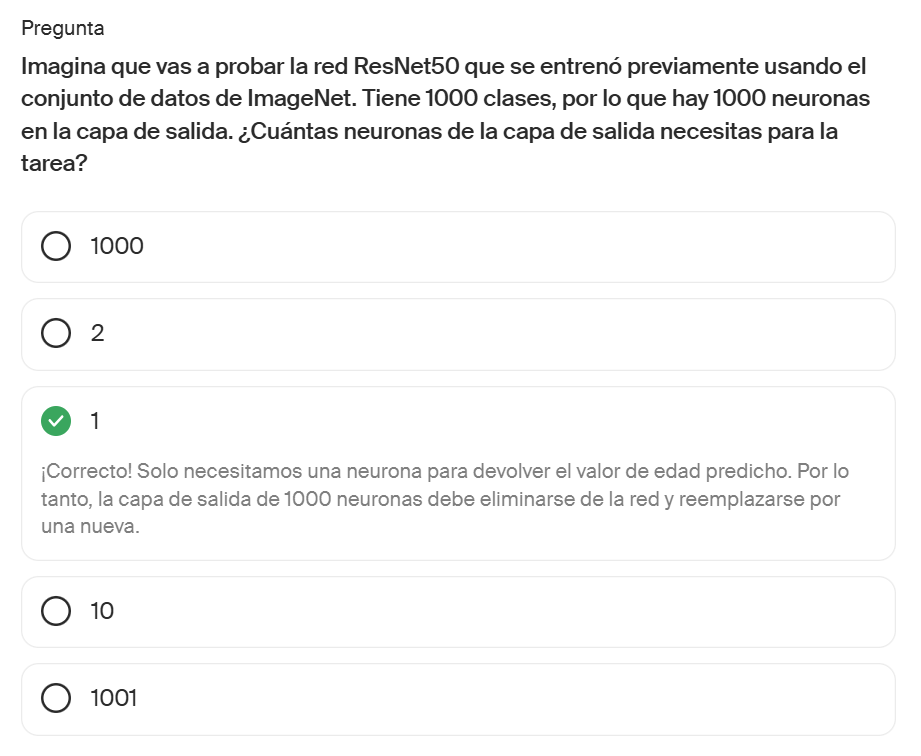 Pregunta
Imagina que vas a probar la red ResNet50 que se entrenó previamente usando el
conjunto de datos de ImageNet. Tiene 1000 clases, por lo que hay 1000 neuronas
en la capa de salida. ¿Cuántas neuronas de la capa de salida necesitas para la
tarea?
1000
2
1
¡Correcto! Solo necesitamos una neurona para devolver el valor de edad predicho. Por lo
tanto, la capa de salida de 1000 neuronas debe eliminarse de la red y reemplazarse por
una nueva.
10
1001